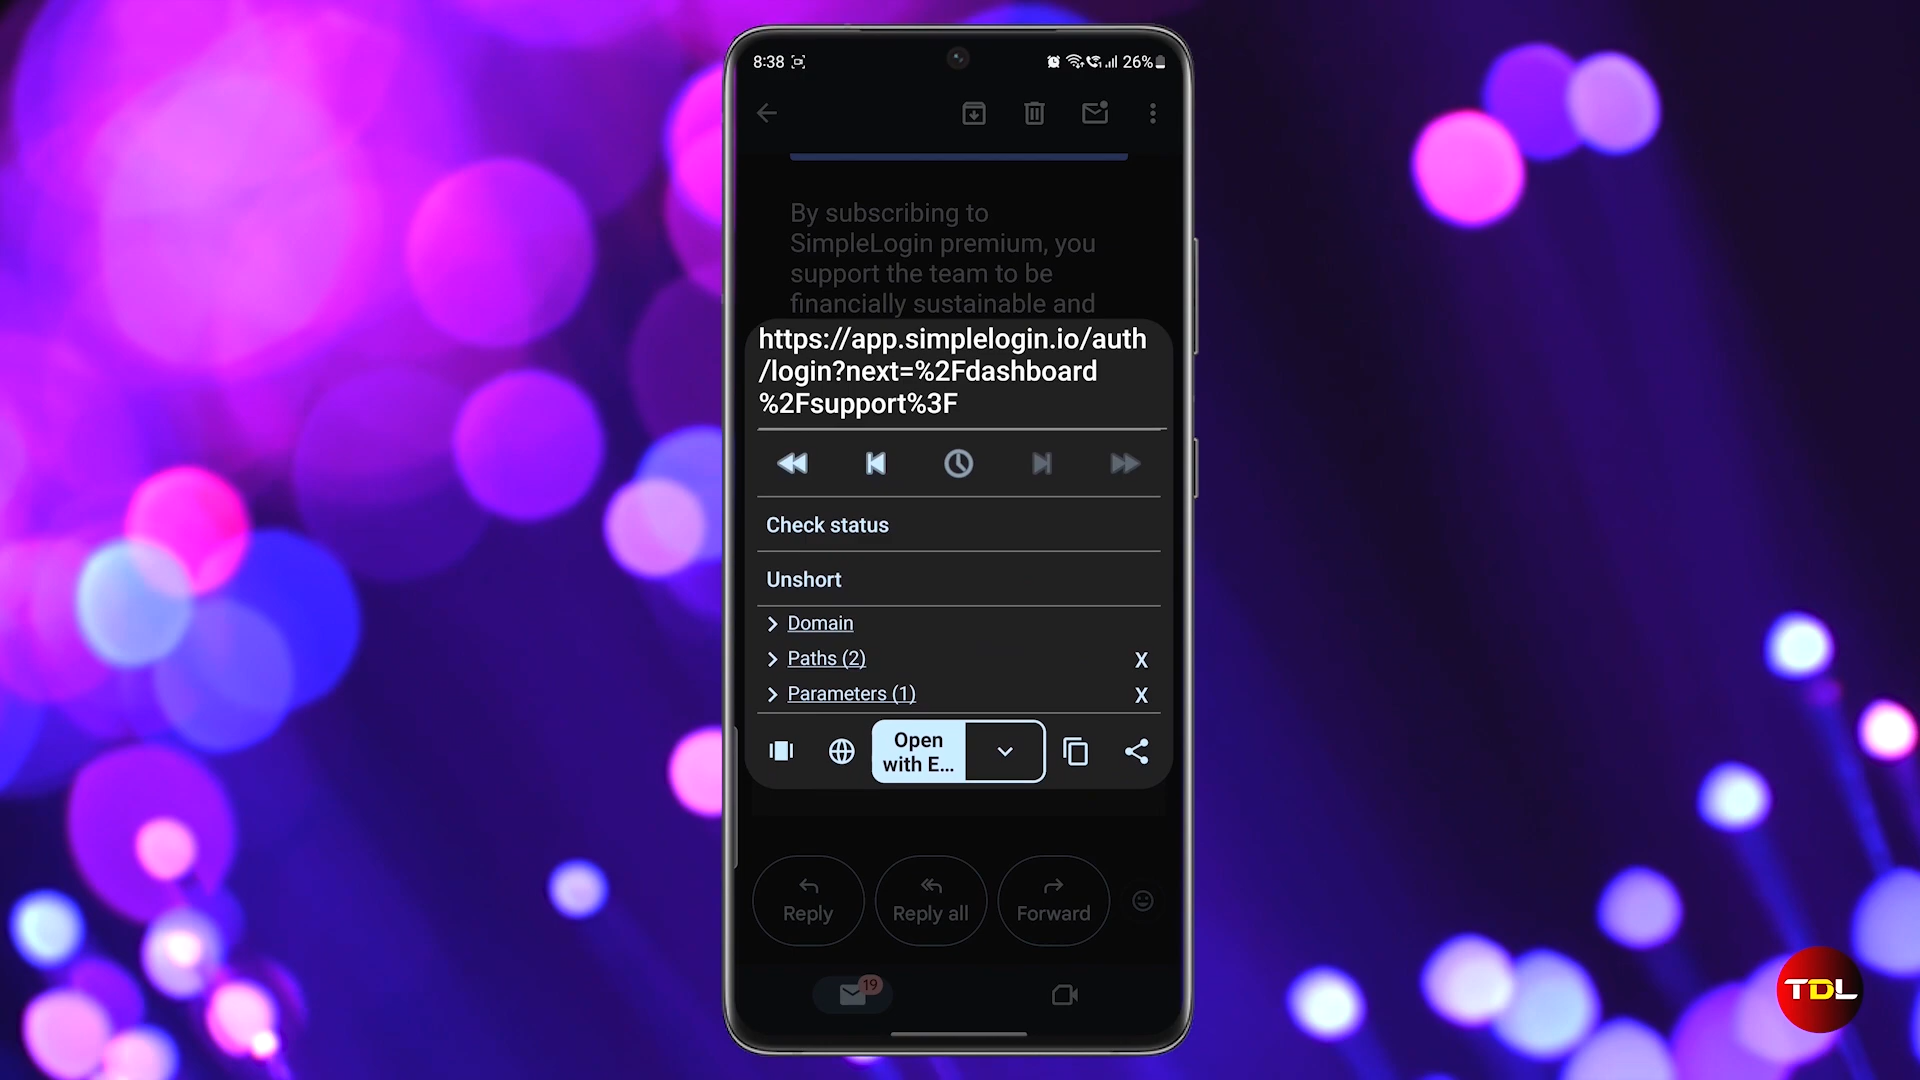 8:38
26%
By subscribing to
SimpleLogin premium, you
support the team to be
financially sustainable and
https://app.simplelogin.io/auth
/login?next=%2Fdashboard
%2Fsupport%3F
Check status
Unshort
Domain
Paths (2) X
Parameters (1) X
Open
with E...
Reply Reply all Forward
19
TDL